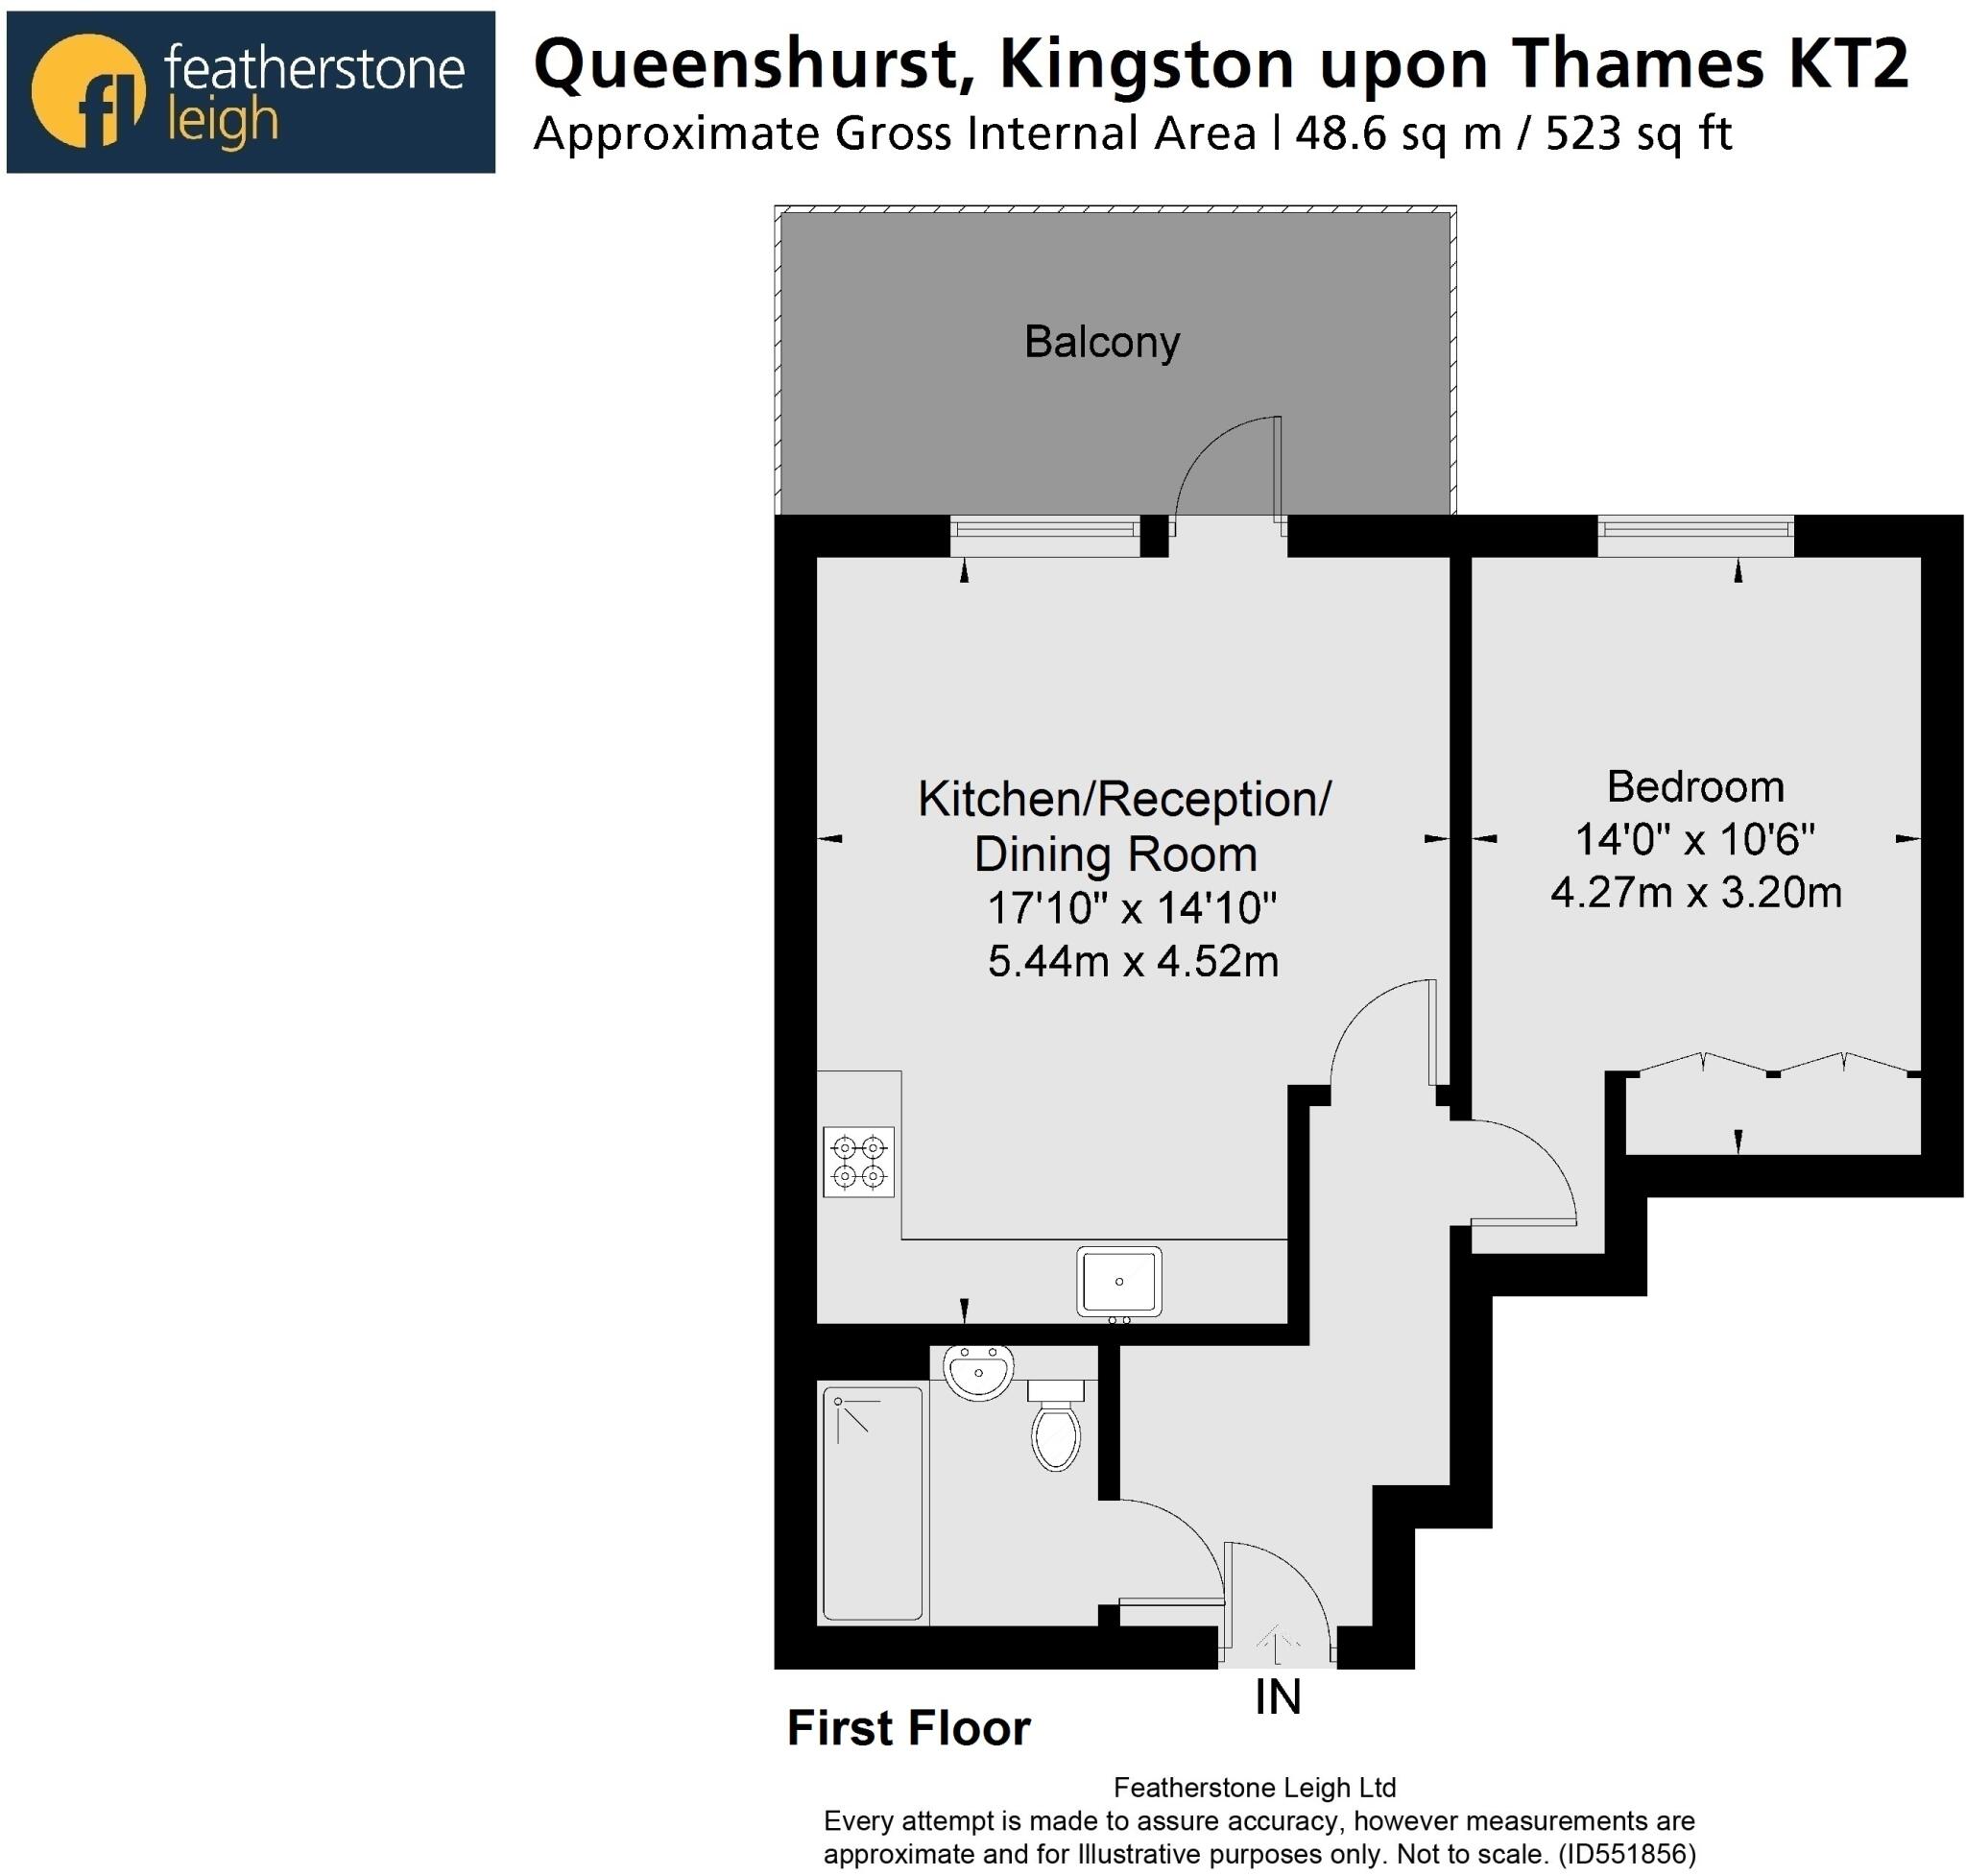 featherstone
leigh
Queenshurst, Kingston upon Thames KT2
Approximate Gross Internal Area | 48.6 sq m / 523 sq ft
Balcony
Kitchen/Reception/
Dining Room
17'10" x 14'10"
5.44m x 4.52m
Bedroom
14'0" x 10'6"
4.27m x 3.20m
IN
First Floor
Featherstone Leigh Ltd
Every attempt is made to assure accuracy, however measurements are
approximate and for Illustrative purposes only. Not to scale. (ID551856)